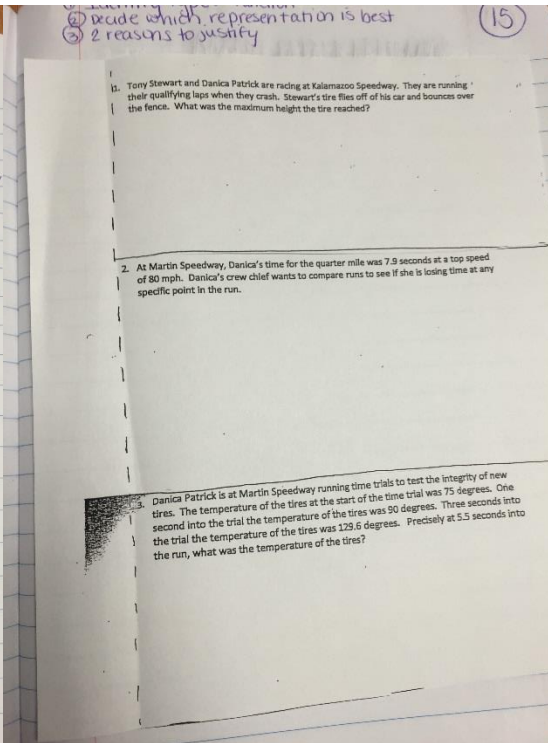 ② Decide which representation is best
③ 2 reasons to justify
15
1. Tony Stewart and Danica Patrick are racing at Kalamazoo Speedway. They are running
their qualifying laps when they crash. Stewart's tire flies off of his car and bounces over
the fence. What was the maximum height the tire reached?
2. At Martin Speedway, Danica's time for the quarter mile was 7.9 seconds at a top speed
of 80 mph. Danica's crew chief wants to compare runs to see if she is losing time at any
specific point in the run.
3. Danica Patrick is at Martin Speedway running time trials to test the integrity of new
tires. The temperature of the tires at the start of the time trial was 75 degrees. One
second into the trial the temperature of the tires was 90 degrees. Three seconds into
the trial the temperature of the tires was 129.6 degrees. Precisely at 5.5 seconds into
the run, what was the temperature of the tires?